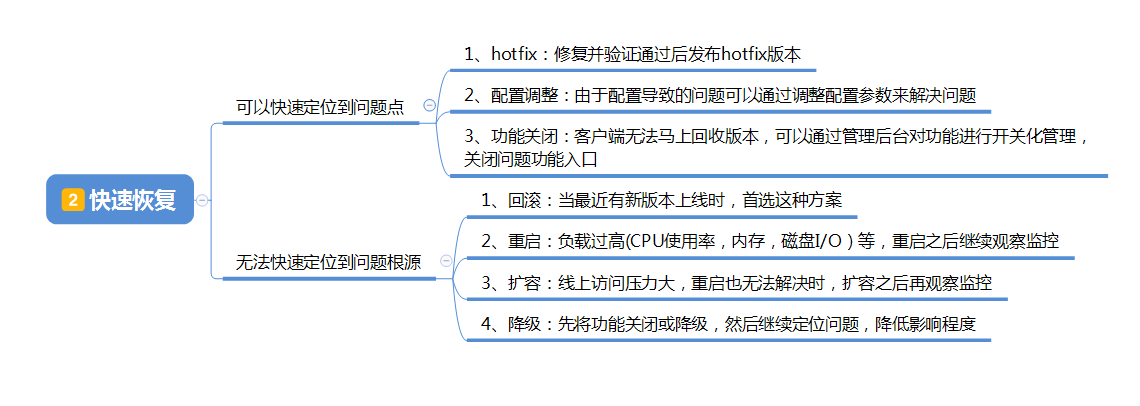 2 快速恢复
可以快速定位到问题点
1、hotfix：修复并验证通过后发布hotfix版本
2、配置调整：由于配置导致的问题可以通过调整配置参数来解决问题
3、功能关闭：客户端无法马上回收版本，可以通过管理后台对功能进行开关化管理，
关闭问题功能入口
无法快速定位到问题根源
1、回滚：当最近有新版本上线时，首选这种方案
2、重启：负载过高(CPU使用率，内存，磁盘I/O）等，重启之后继续观察监控
3、扩容：线上访问压力大，重启也无法解决时，扩容之后再观察监控
4、降级：先将功能关闭或降级，然后继续定位问题，降低影响程度